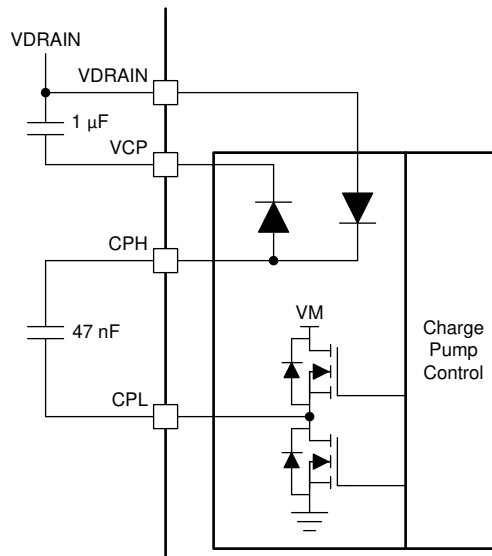 VDRAIN
VDRAIN
1 µF
VCP
CPH
47 nF
VM
Charge
Pump
Control
CPL